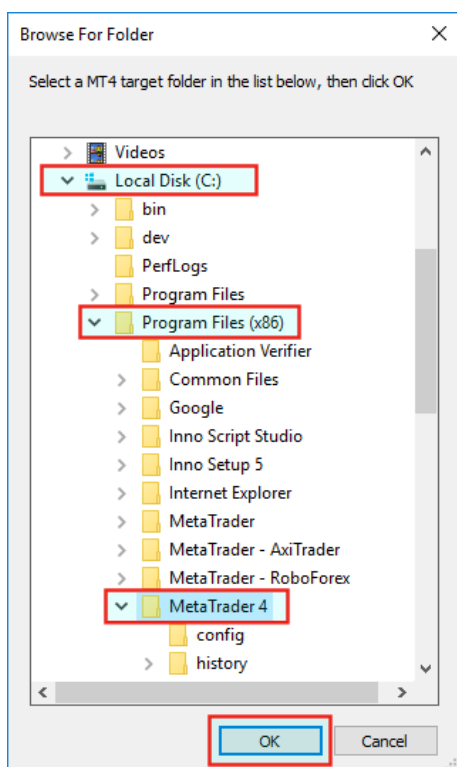 Browse For Folder
Select a MT4 target folder in the list below, then click OK
Videos
Local Disk (C:)
bin
dev
PerfLogs
Program Files
Program Files (x86)
Application Verifier
Common Files
Google
Inno Script Studio
Inno Setup 5
Internet Explorer
MetaTrader
MetaTrader - AxiTrader
MetaTrader - RoboForex
MetaTrader 4
config
history
OK Cancel